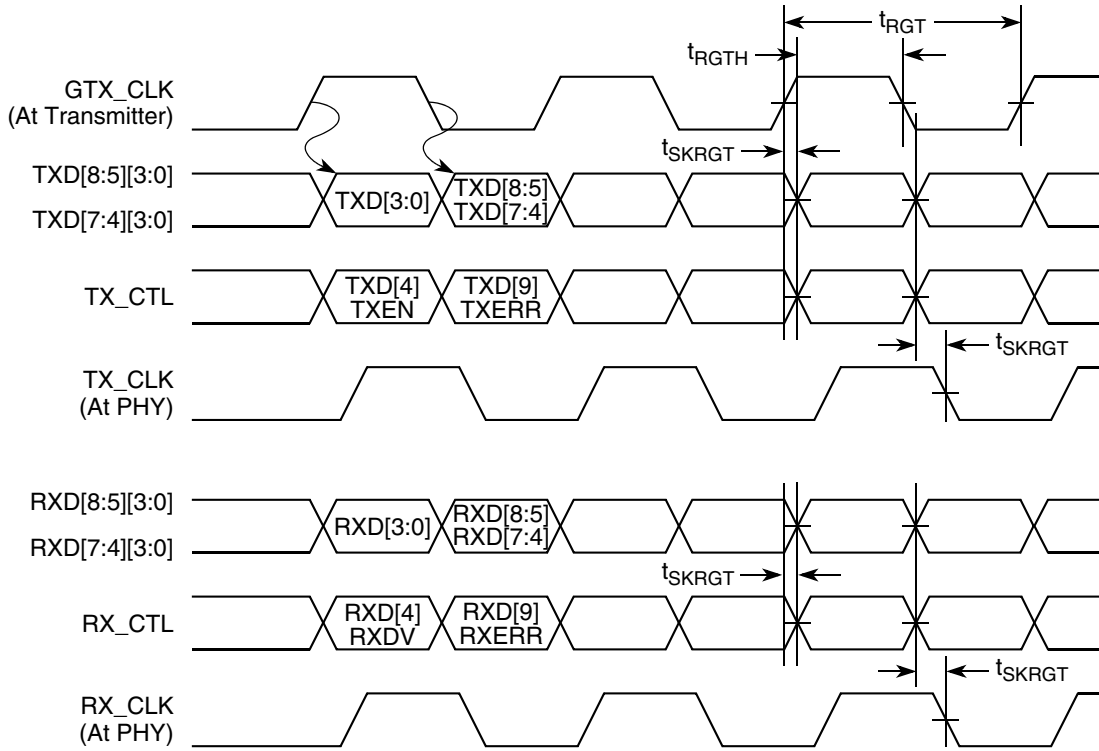 tRGT
tRGTH
GTX_CLK
(At Transmitter)
tSKRGT
TXD[8:5][3:0]
TXD[7:4][3:0]
TXD[3:0]
TXD[8:5]
TXD[7:4]
TX_CTL
TXD[4]
TXEN
TXD[9]
TXERR
tSKRGT
TX_CLK
(At PHY)
RXD[8:5][3:0]
RXD[7:4][3:0]
RXD[3:0]
RXD[8:5]
RXD[7:4]
tSKRGT
RX_CTL
RXD[4]
RXDV
RXD[9]
RXERR
tSKRGT
RX_CLK
(At PHY)